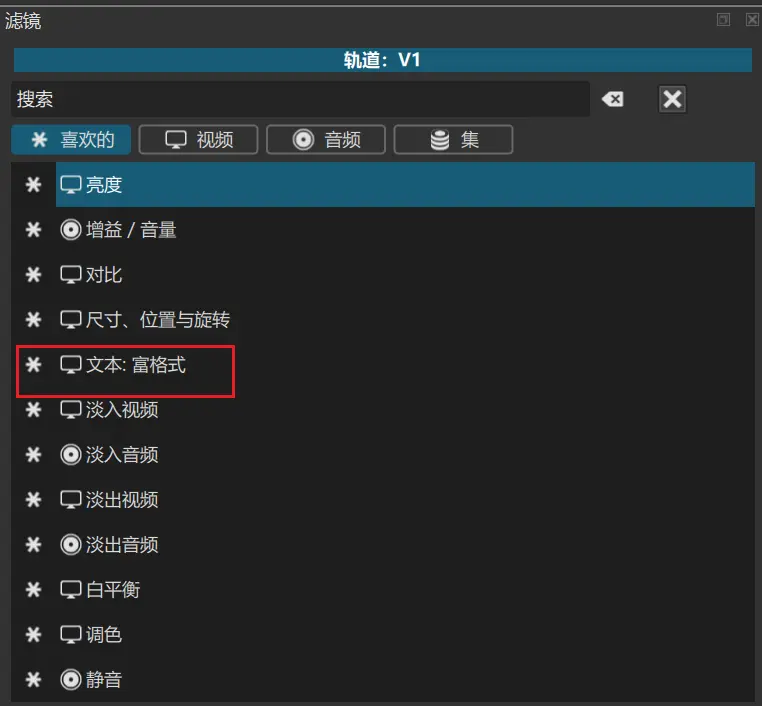 滤镜
轨道：V1
搜索
喜欢的 视频 音频 集
亮度
增益 / 音量
对比
尺寸、位置与旋转
文本: 富格式
淡入视频
淡入音频
淡出视频
淡出音频
白平衡
调色
静音